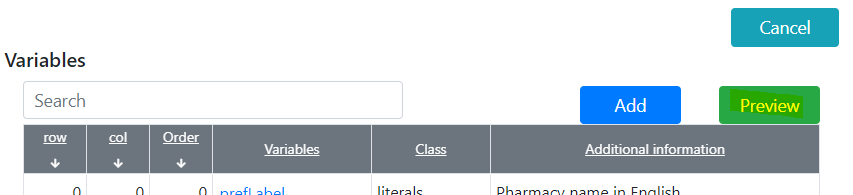 Cancel
Variables
Search Add Preview
row col Order Variables Class Additional information
0 0 0 prefLabel literals Pharmacy name in English